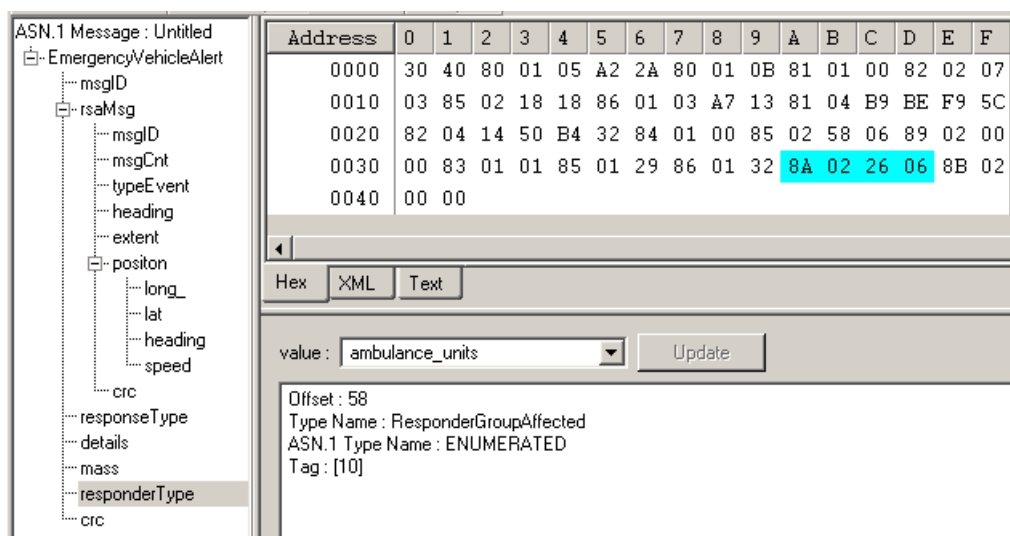 ASN.1 Message : Untitled
EmergencyVehicleAlert
msgID
rsaMsg
msgID
msgCnt
typeEvent
heading
extent
positon
long_
lat
heading
speed
crc
responseType
details
mass
responderType
crc
Address 0 1 2 3 4 5 6 7 8 9 A B C D E F
0000 30 40 80 01 05 A2 2A 80 01 0B 81 01 00 82 02 07
0010 03 85 02 18 18 86 01 03 A7 13 81 04 B9 BE F9 5C
0020 82 04 14 50 B4 32 84 01 00 85 02 58 06 89 02 00
0030 00 83 01 01 85 01 29 86 01 32 8A 02 26 06 8B 02
0040 00 00
Hex XML Text
value : ambulance_units Update
Offset : 58
Type Name : ResponderGroupAffected
ASN.1 Type Name : ENUMERATED
Tag : [10]